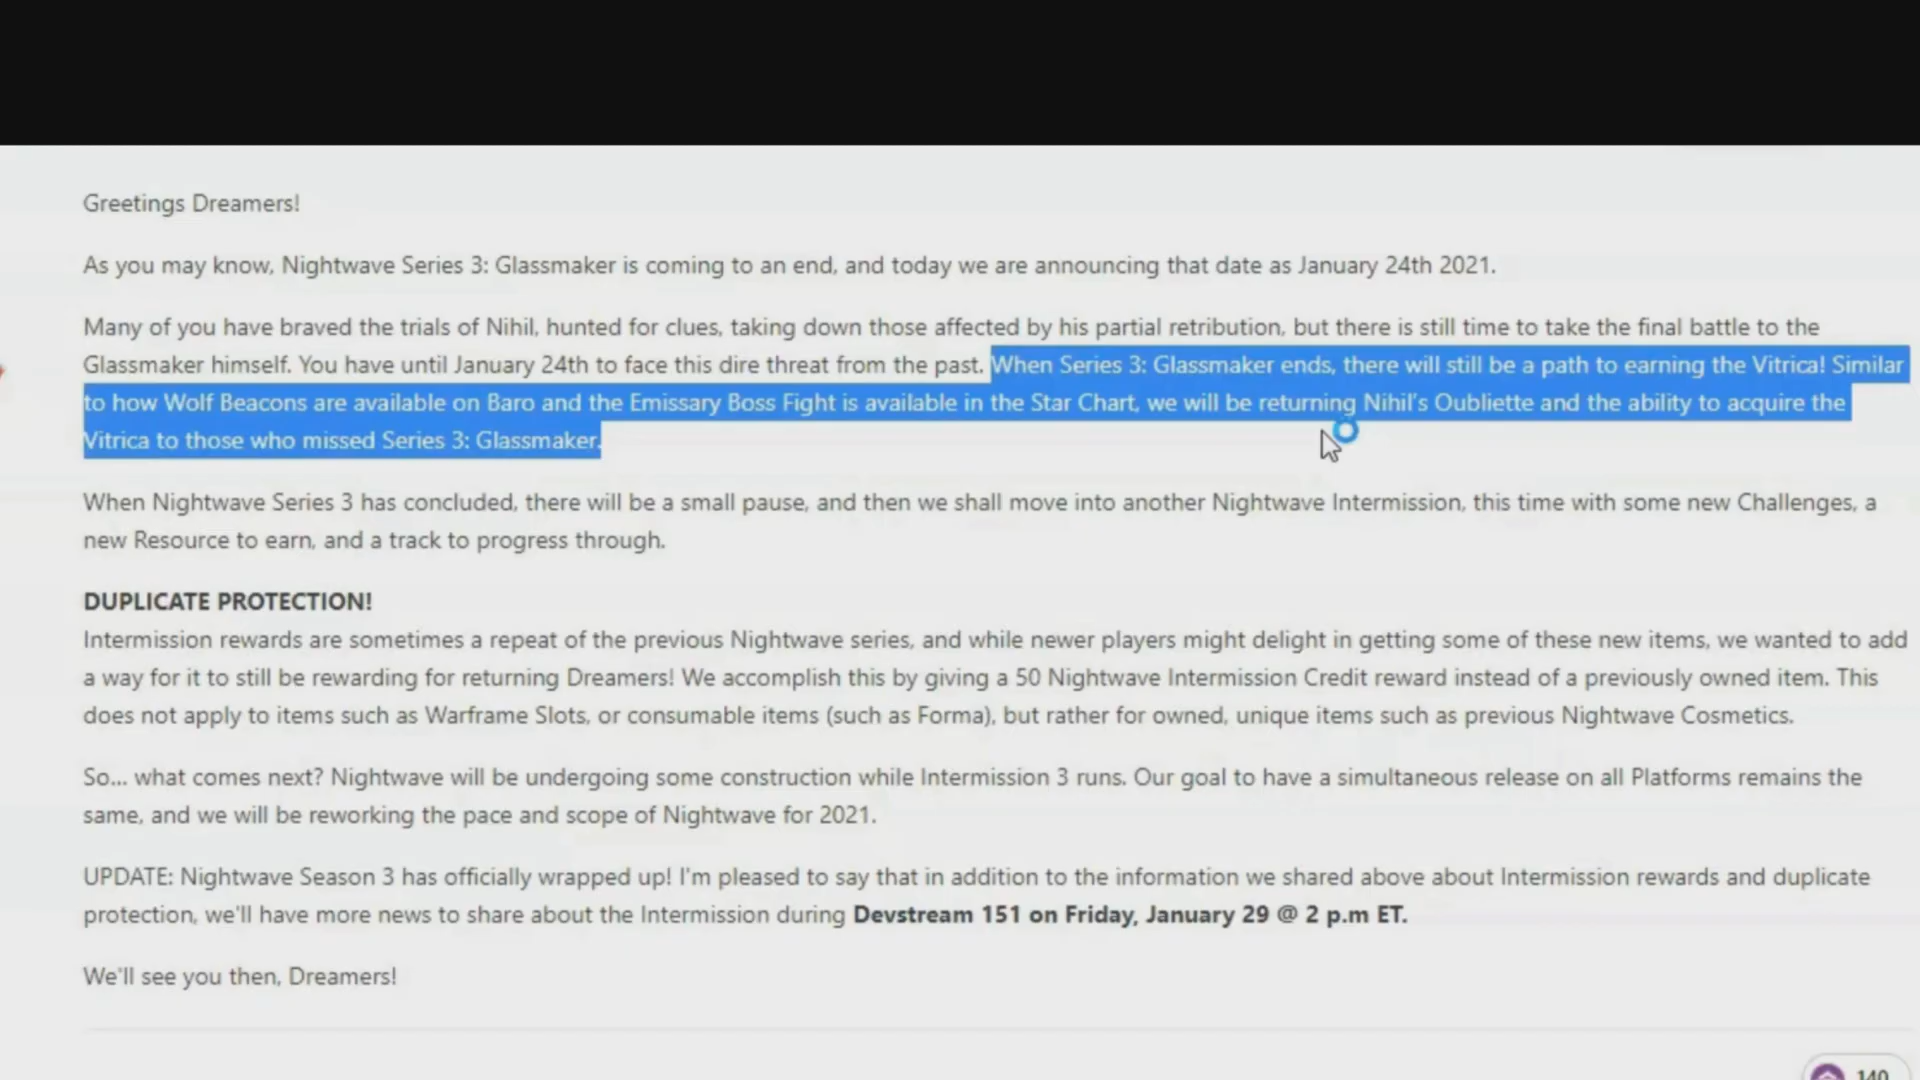 Greetings Dreamers!
As you may know, Nightwave Series 3: Glassmaker is coming to an end, and today we are announcing that date as January 24th 2021.
Many of you have braved the trials of Nihil, hunted for clues, taking down those affected by his partial retribution, but there is still time to take the final battle to the
Glassmaker himself. You have until January 24th to face this dire threat from the past. When Series 3: Glassmaker ends, there will still be a path to earning the Vitrica! Similar
to how Wolf Beacons are available on Baro and the Emissary Boss Fight is available in the Star Chart, we will be returning Nihil's Oubliette and the ability to acquire the
Vitrica to those who missed Series 3: Glassmaker.
When Nightwave Series 3 has concluded, there will be a small pause, and then we shall move into another Nightwave Intermission, this time with some new Challenges, a
new Resource to earn, and a track to progress through.
DUPLICATE PROTECTION!
Intermission rewards are sometimes a repeat of the previous Nightwave series, and while newer players might delight in getting some of these new items, we wanted to add
a way for it to still be rewarding for returning Dreamers! We accomplish this by giving a 50 Nightwave Intermission Credit reward instead of a previously owned item. This
does not apply to items such as Warframe Slots, or consumable items (such as Forma), but rather for owned, unique items such as previous Nightwave Cosmetics.
So... what comes next? Nightwave will be undergoing some construction while Intermission 3 runs. Our goal to have a simultaneous release on all Platforms remains the
same, and we will be reworking the pace and scope of Nightwave for 2021.
UPDATE: Nightwave Season 3 has officially wrapped up! I'm pleased to say that in addition to the information we shared above about Intermission rewards and duplicate
protection, we'll have more news to share about the Intermission during Devstream 151 on Friday, January 29 @ 2 p.m ET.
We'll see you then, Dreamers!
140